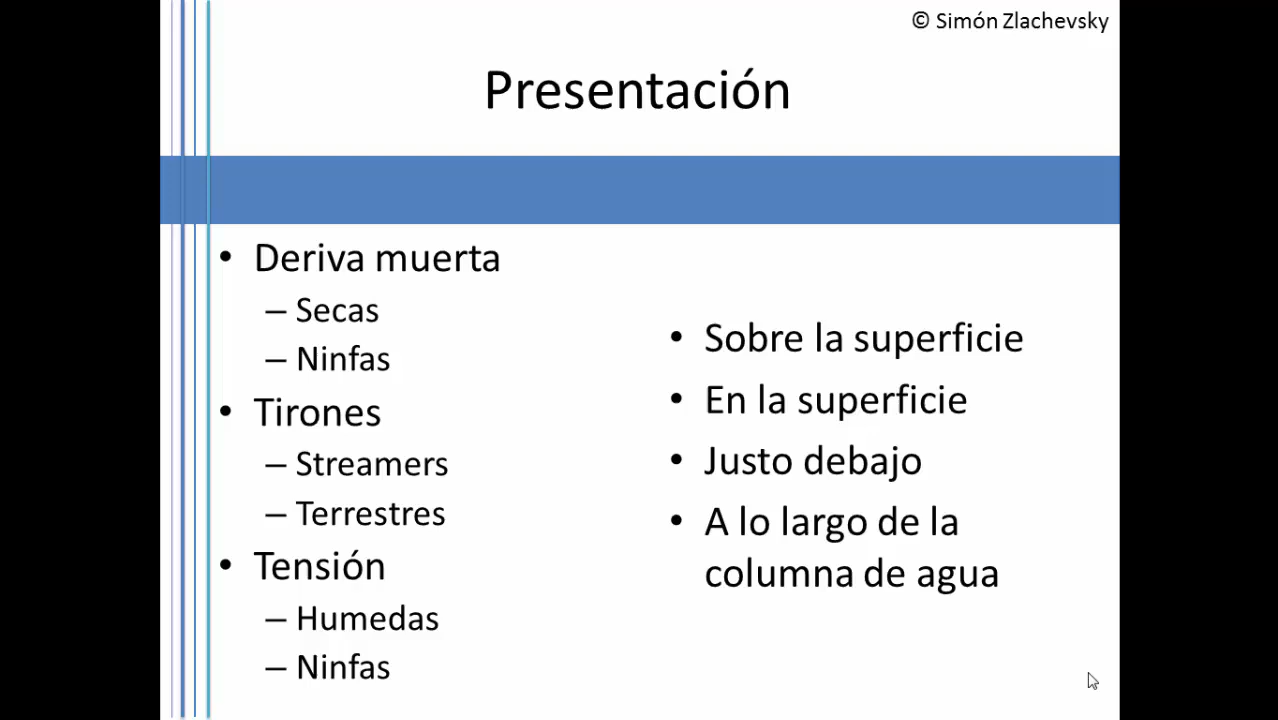 © Simón Zlachevsky
Presentación
• Deriva muerta
– Secas
– Ninfas
• Tirones
– Streamers
– Terrestres
• Tensión
– Humedas
– Ninfas
• Sobre la superficie
• En la superficie
• Justo debajo
• A lo largo de la
columna de agua